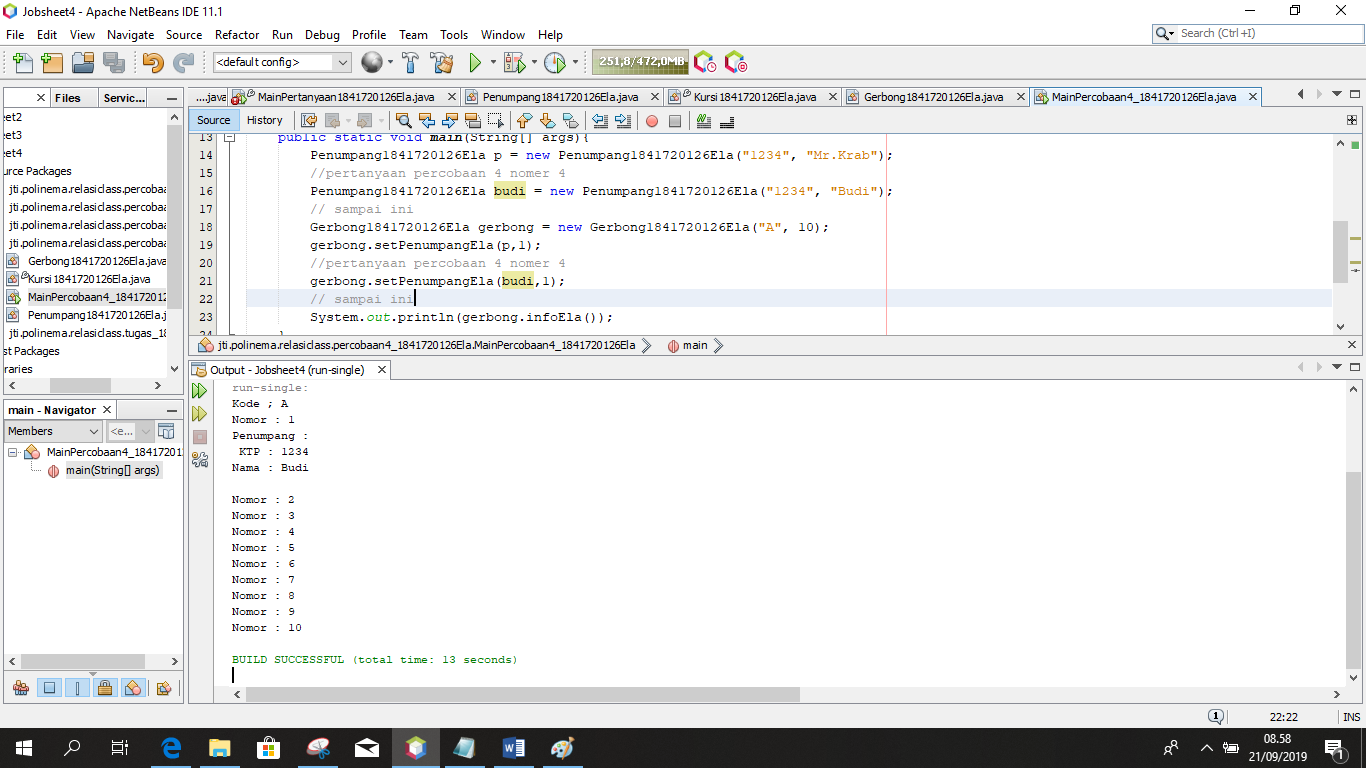 Jobsheet4 - Apache NetBeans IDE 11.1
File Edit View Navigate Source Refactor Run Debug Profile Team Tools Window Help
Search (Ctrl+I)
<default config>
251,8/472,0MB
Files Servic...
....java MainPertanyaan1841720126Ela.java Penumpang1841720126Ela.java Kursi1841720126Ela.java Gerbong1841720126Ela.java MainPercobaan4_1841720126Ela.java
Source History
eet2
eet3
eet4
urce Packages
jti.polinema.relasiclass.percoba
jti.polinema.relasiclass.percoba
jti.polinema.relasiclass.percoba
jti.polinema.relasiclass.percoba
Gerbong1841720126Ela.java
Kursi1841720126Ela.java
MainPercobaan4_184172012
Penumpang1841720126Ela.j
jti.polinema.relasiclass.tugas_18
st Packages
raries
13 public static void main(String[] args){
14 Penumpang1841720126Ela p = new Penumpang1841720126Ela("1234", "Mr.Krab");
15 //pertanyaan percobaan 4 nomer 4
16 Penumpang1841720126Ela budi = new Penumpang1841720126Ela("1234", "Budi");
17 // sampai ini
18 Gerbong1841720126Ela gerbong = new Gerbong1841720126Ela("A", 10);
19 gerbong.setPenumpangEla(p,1);
20 //pertanyaan percobaan 4 nomer 4
21 gerbong.setPenumpangEla(budi,1);
22 // sampai ini
23 System.out.println(gerbong.infoEla());
24 }
jti.polinema.relasiclass.percobaan4_1841720126Ela.MainPercobaan4_1841720126Ela main
Output - Jobsheet4 (run-single)
run-single:
Kode ; A
Nomor : 1
Penumpang :
KTP : 1234
Nama : Budi
Nomor : 2
Nomor : 3
Nomor : 4
Nomor : 5
Nomor : 6
Nomor : 7
Nomor : 8
Nomor : 9
Nomor : 10
BUILD SUCCESSFUL (total time: 13 seconds)
main - Navigator
Members <e...
MainPercobaan4_18417201
main(String[] args)
1 22:22 INS
08.58
21/09/2019
1